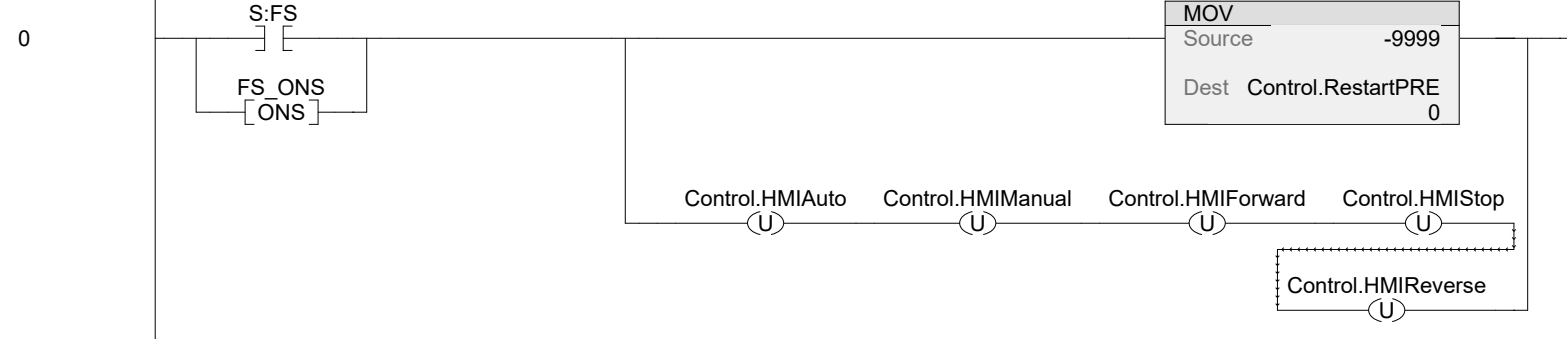 S:FS
MOV
0
Source -9999
FS_ONS
Dest Control.RestartPRE
ONS
0
Control.HMIAuto Control.HMIManual Control.HMIForward Control.HMIStop
U U U U
Control.HMIReverse
U